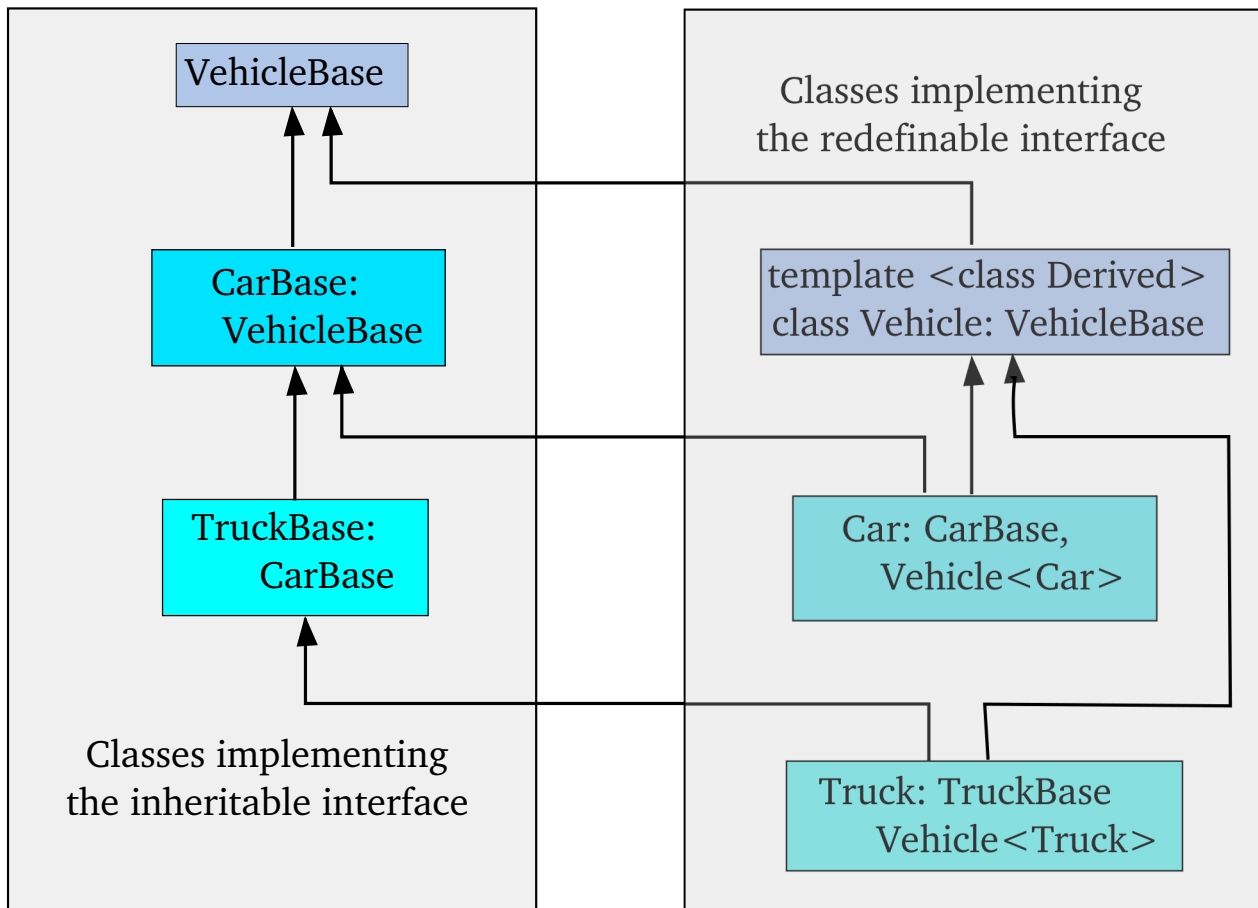 VehicleBase
CarBase:
VehicleBase
TruckBase:
CarBase
Classes implementing
the inheritable interface
Classes implementing
the redefinable interface
template <class Derived>
class Vehicle: VehicleBase
Car: CarBase,
Vehicle<Car>
Truck: TruckBase
Vehicle<Truck>